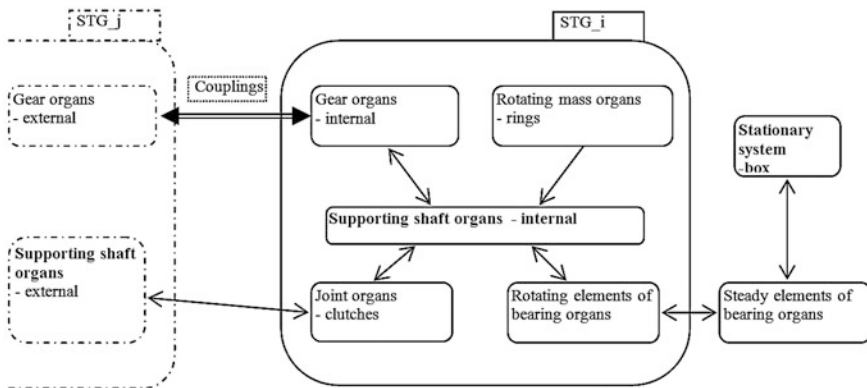 STG_j
STG_i
Couplings
Gear organs
- external
Gear organs
- internal
Rotating mass organs
- rings
Stationary
system
-box
Supporting shaft organs - internal
Supporting shaft
organs
- external
Joint organs
- clutches
Rotating elements of
bearing organs
Steady elements of
bearing organs